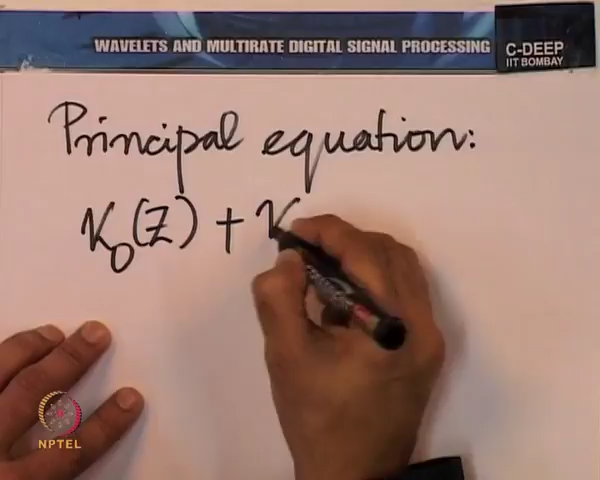 WAVELETS AND MULTIRATE DIGITAL SIGNAL PROCESSING
C-DEEP
IIT BOMBAY
Principal equation:
K₀(Z) + K
NPTEL